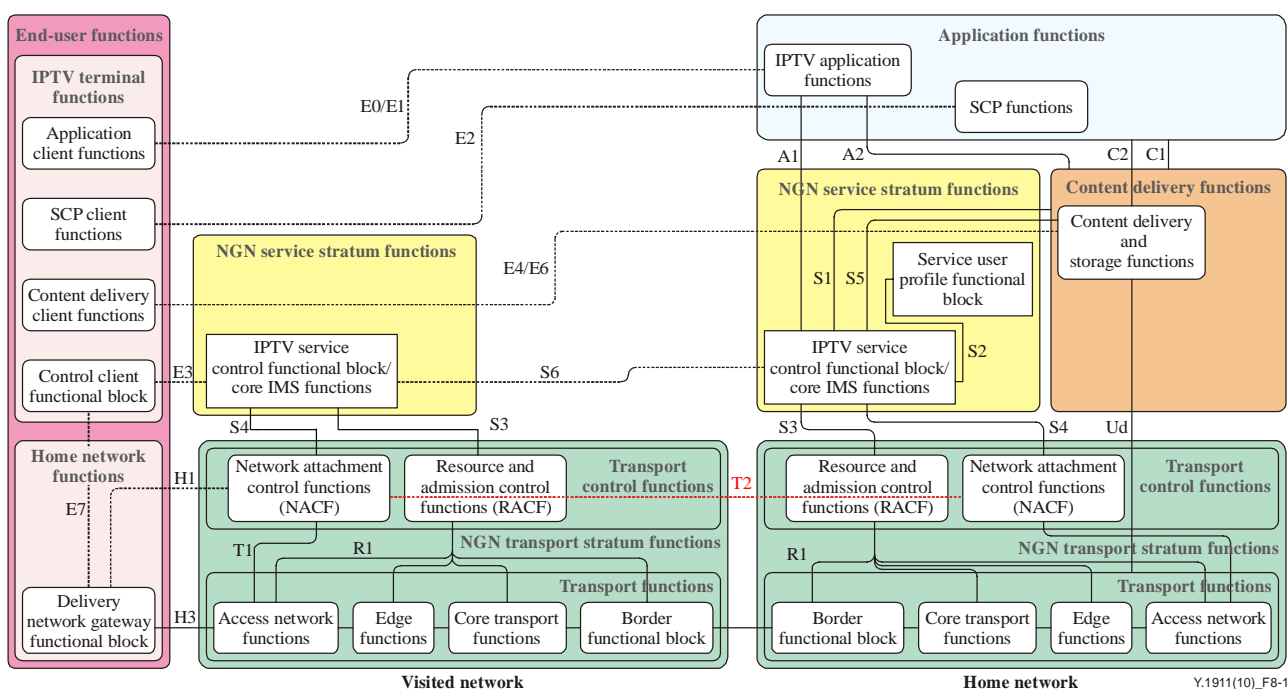 End-user functions
IPTV terminal
functions
Application
client functions
SCP client
functions
Content delivery
client functions
Control client
functional block
Home network
functions
E7
Delivery
network gateway
functional block
E0/E1
E2
E4/E6
E3
S6
H1
H3
Application functions
IPTV application
functions
SCP functions
A1
A2
C2
C1
NGN service stratum functions
IPTV service
control functional block/
core IMS functions
S4
S3
NGN service stratum functions
S1
S5
Service user
profile functional
block
S2
IPTV service
control functional block/
core IMS functions
S3
S4
Content delivery functions
Content delivery
and
storage functions
Ud
Network attachment
control functions
(NACF)
Resource and
admission control
functions (RACF)
Transport
control functions
T2
T1
R1
NGN transport stratum functions
Transport functions
Access network
functions
Edge
functions
Core transport
functions
Border
functional block
Resource and
admission control
functions (RACF)
Network attachment
control functions
(NACF)
Transport
control functions
R1
NGN transport stratum functions
Transport functions
Border
functional block
Core transport
functions
Edge
functions
Access network
functions
Visited network
Home network
Y.1911(10)_F8-1